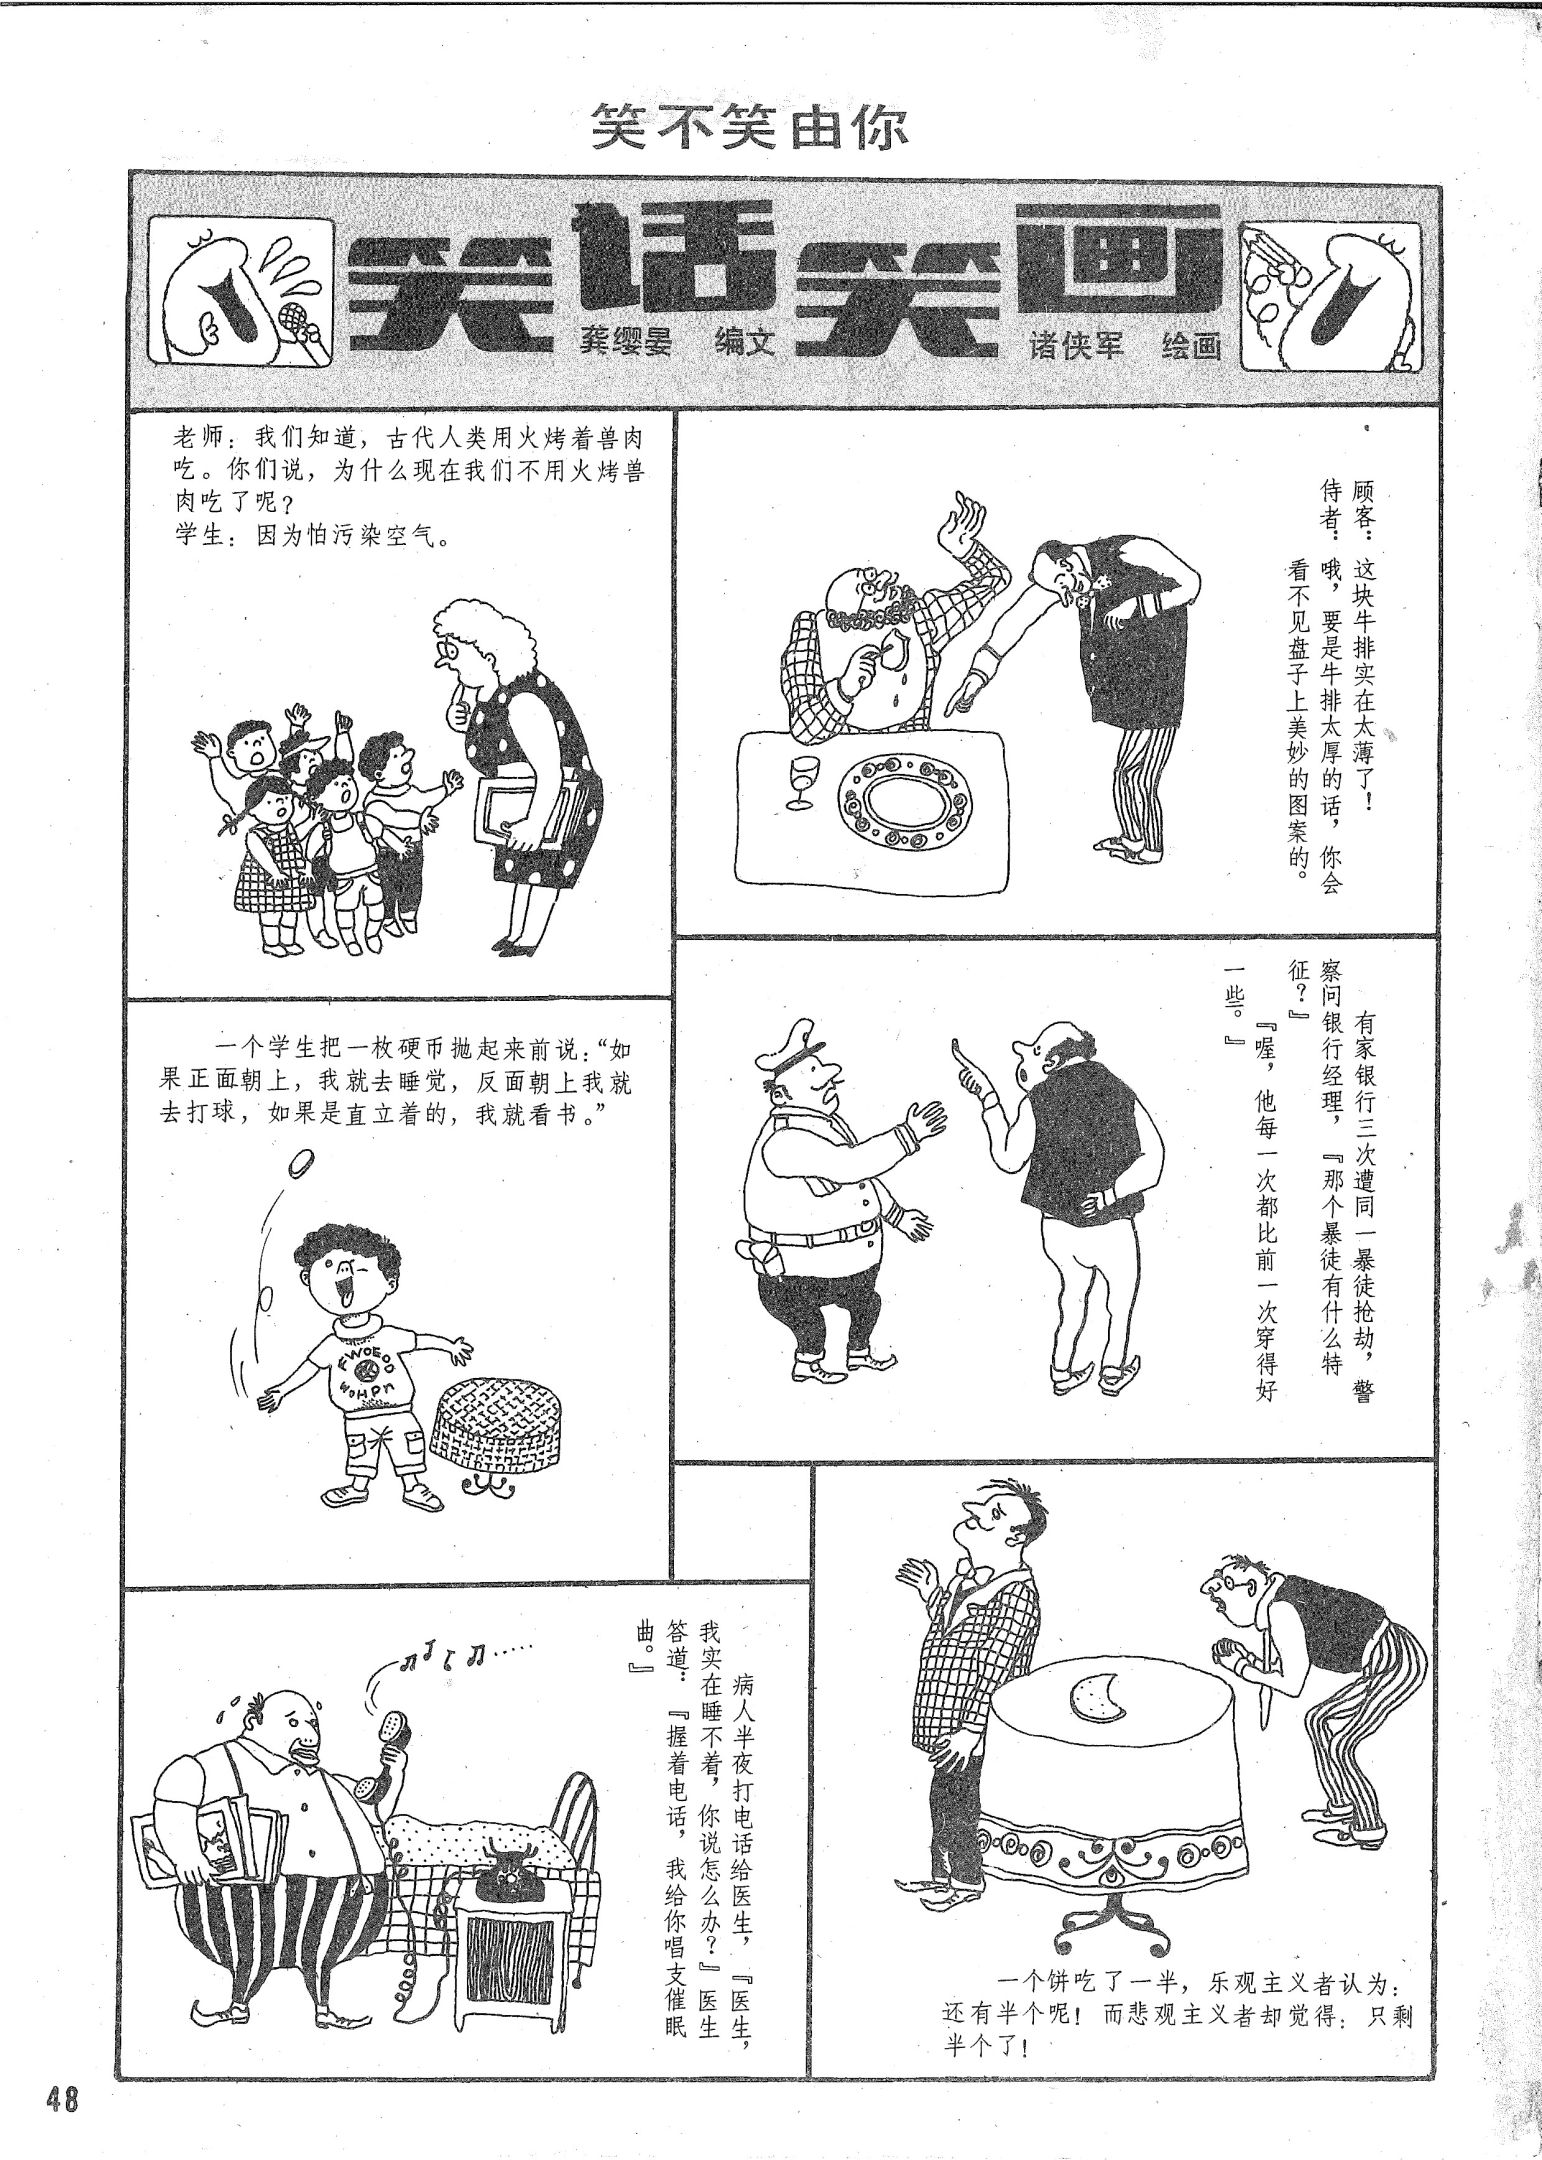 笑不笑由你
笑话笑画
龚缨晏 编文
诸侠军 绘画
老师：我们知道，古代人类用火烤着兽肉
吃。你们说，为什么现在我们不用火烤兽
肉吃了呢？
学生：因为怕污染空气。
顾客：这块牛排实在太薄了！
侍者：哦，要是牛排太厚的话，你会
看不见盘子上美妙的图案的。
一个学生把一枚硬币抛起来前说：“如
果正面朝上，我就去睡觉，反面朝上我就
去打球，如果是直立着的，我就看书。”
FWOEOO
WOHPN
有家银行三次遭同一暴徒抢劫，警
察问银行经理，『那个暴徒有什么特
征？』
『喔，他每一次都比前一次穿得好
一些。』
病人半夜打电话给医生，『医生，
我实在睡不着，你说怎么办？』医生
答道：『握着电话，我给你唱支催眠
曲。』
一个饼吃了一半，乐观主义者认为：
还有半个呢！而悲观主义者却觉得：只剩
半个了！
48